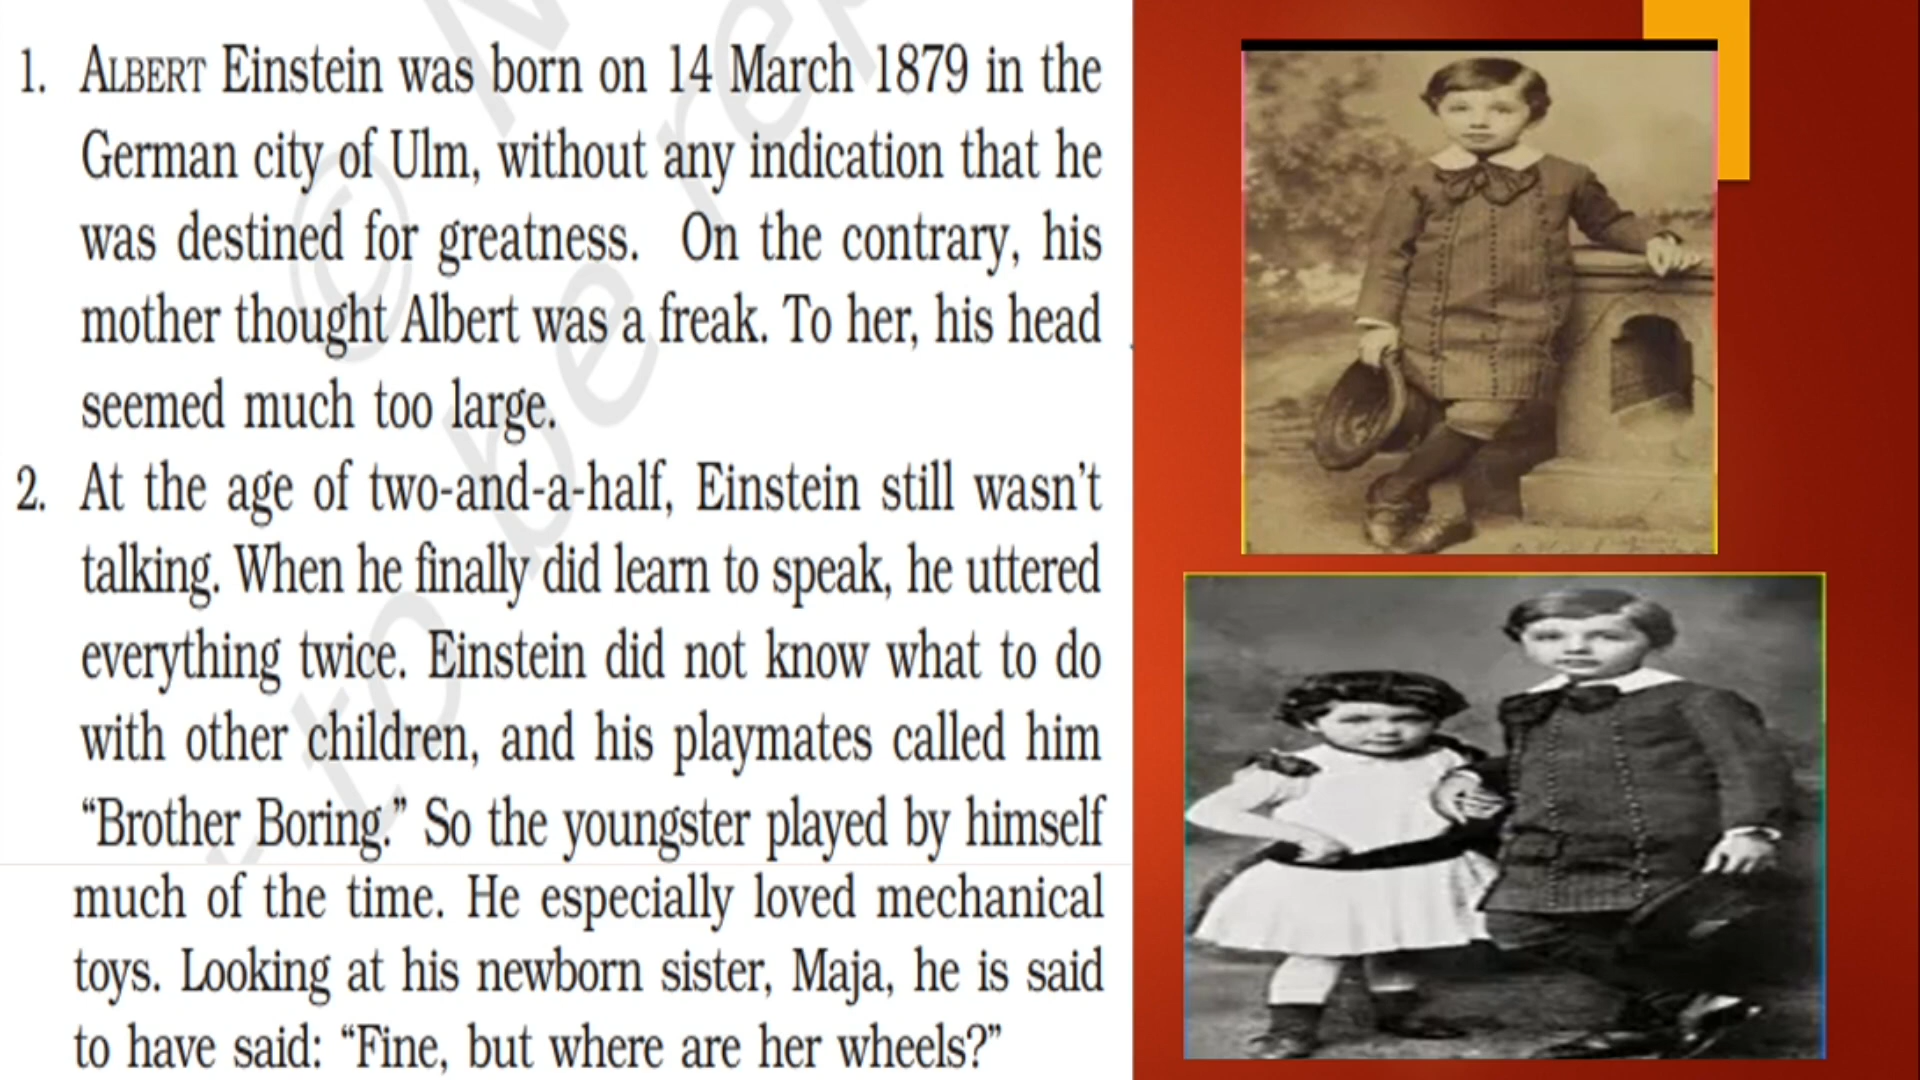 1. ALBERT Einstein was born on 14 March 1879 in the
German city of Ulm, without any indication that he
was destined for greatness. On the contrary, his
mother thought Albert was a freak. To her, his head
seemed much too large.
2. At the age of two-and-a-half, Einstein still wasn't
talking. When he finally did learn to speak, he uttered
everything twice. Einstein did not know what to do
with other children, and his playmates called him
“Brother Boring.” So the youngster played by himself
much of the time. He especially loved mechanical
toys. Looking at his newborn sister, Maja, he is said
to have said: “Fine, but where are her wheels?”
© N
to be rep